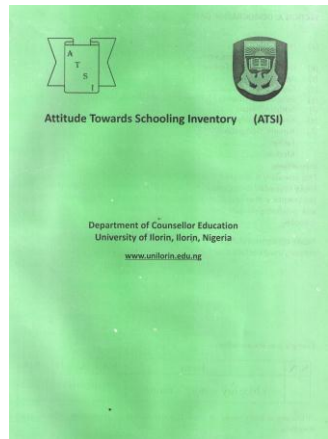 A
T
S
I
Attitude Towards Schooling Inventory (ATSI)
Department of Counsellor Education
University of Ilorin, Ilorin, Nigeria
www.unilorin.edu.ng